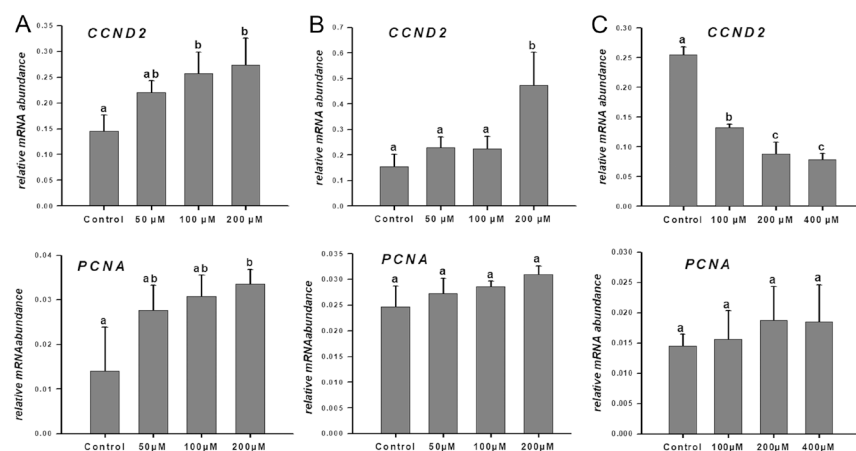 A
CCND2
relative mRNA abundance
0.35
0.30
0.25
0.20
0.15
0.10
0.05
0.00
a
ab
b
b
Control 50 µM 100 µM 200 µM
B
CCND2
relative mRNA abundance
0.7
0.6
0.5
0.4
0.3
0.2
0.1
0.0
a
a
a
b
Control 50 µM 100 µM 200 µM
C
CCND2
relative mRNA abundance
0.30
0.25
0.20
0.15
0.10
0.05
0.00
a
b
c
c
Control 100 µM 200 µM 400 µM
PCNA
relative mRNAabundance
0.04
0.03
0.02
0.01
0.00
a
ab
ab
b
Control 50µM 100µM 200µM
PCNA
relative mRNAabundance
0.035
0.030
0.025
0.020
0.015
0.010
0.005
0.000
a
a
a
a
Control 50µM 100µM 200µM
PCNA
relative mRNA abundance
0.030
0.025
0.020
0.015
0.010
0.005
0.000
a
a
a
a
Control 100µM 200µM 400µM